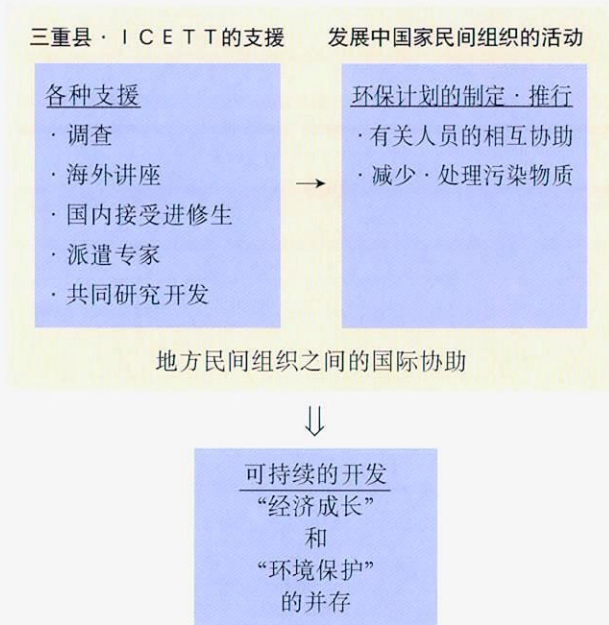 三重县·ICETT的支援
各种支援
·调查
·海外讲座
·国内接受进修生
·派遣专家
·共同研究开发
→
发展中国家民间组织的活动
环保计划的制定·推行
·有关人员的相互协助
·减少·处理污染物质
地方民间组织之间的国际协助
⇓
可持续的开发
“经济成长”
和
“环境保护”
的并存